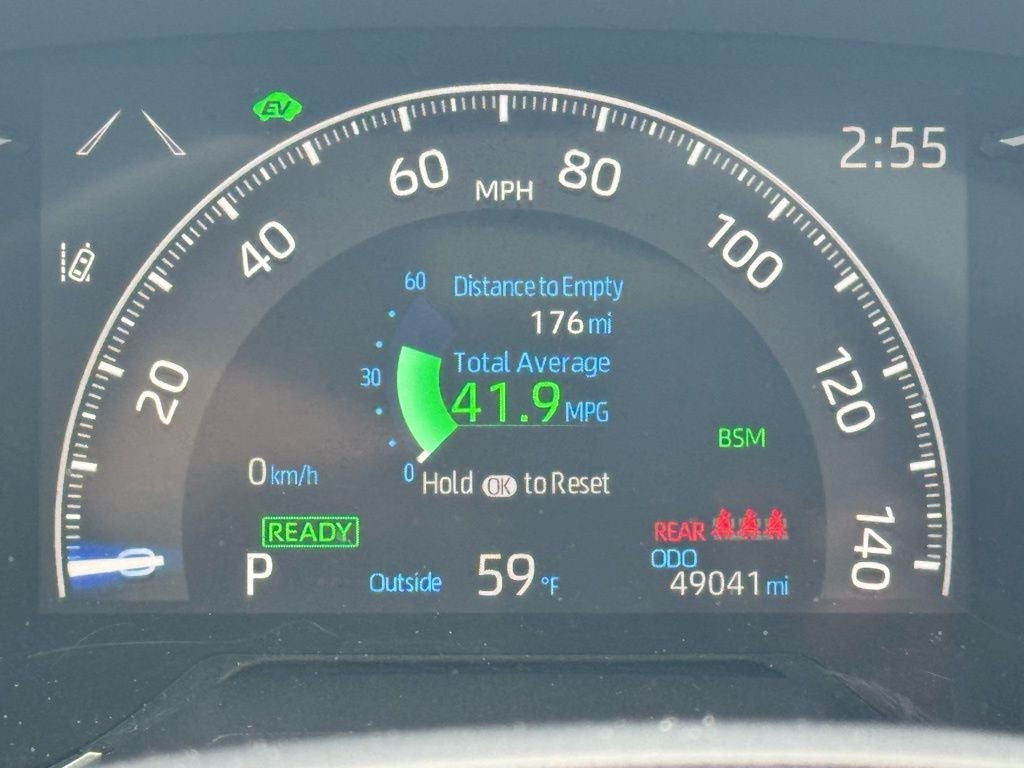 EV
2:55
60
MPH
80
40
100
60
Distance to Empty
176 mi
Total Average
30
41.9 MPG
20
120
BSM
0
Hold OK to Reset
0 km/h
READY
REAR
140
0
P
Outside 59 °F
ODO
49041 mi